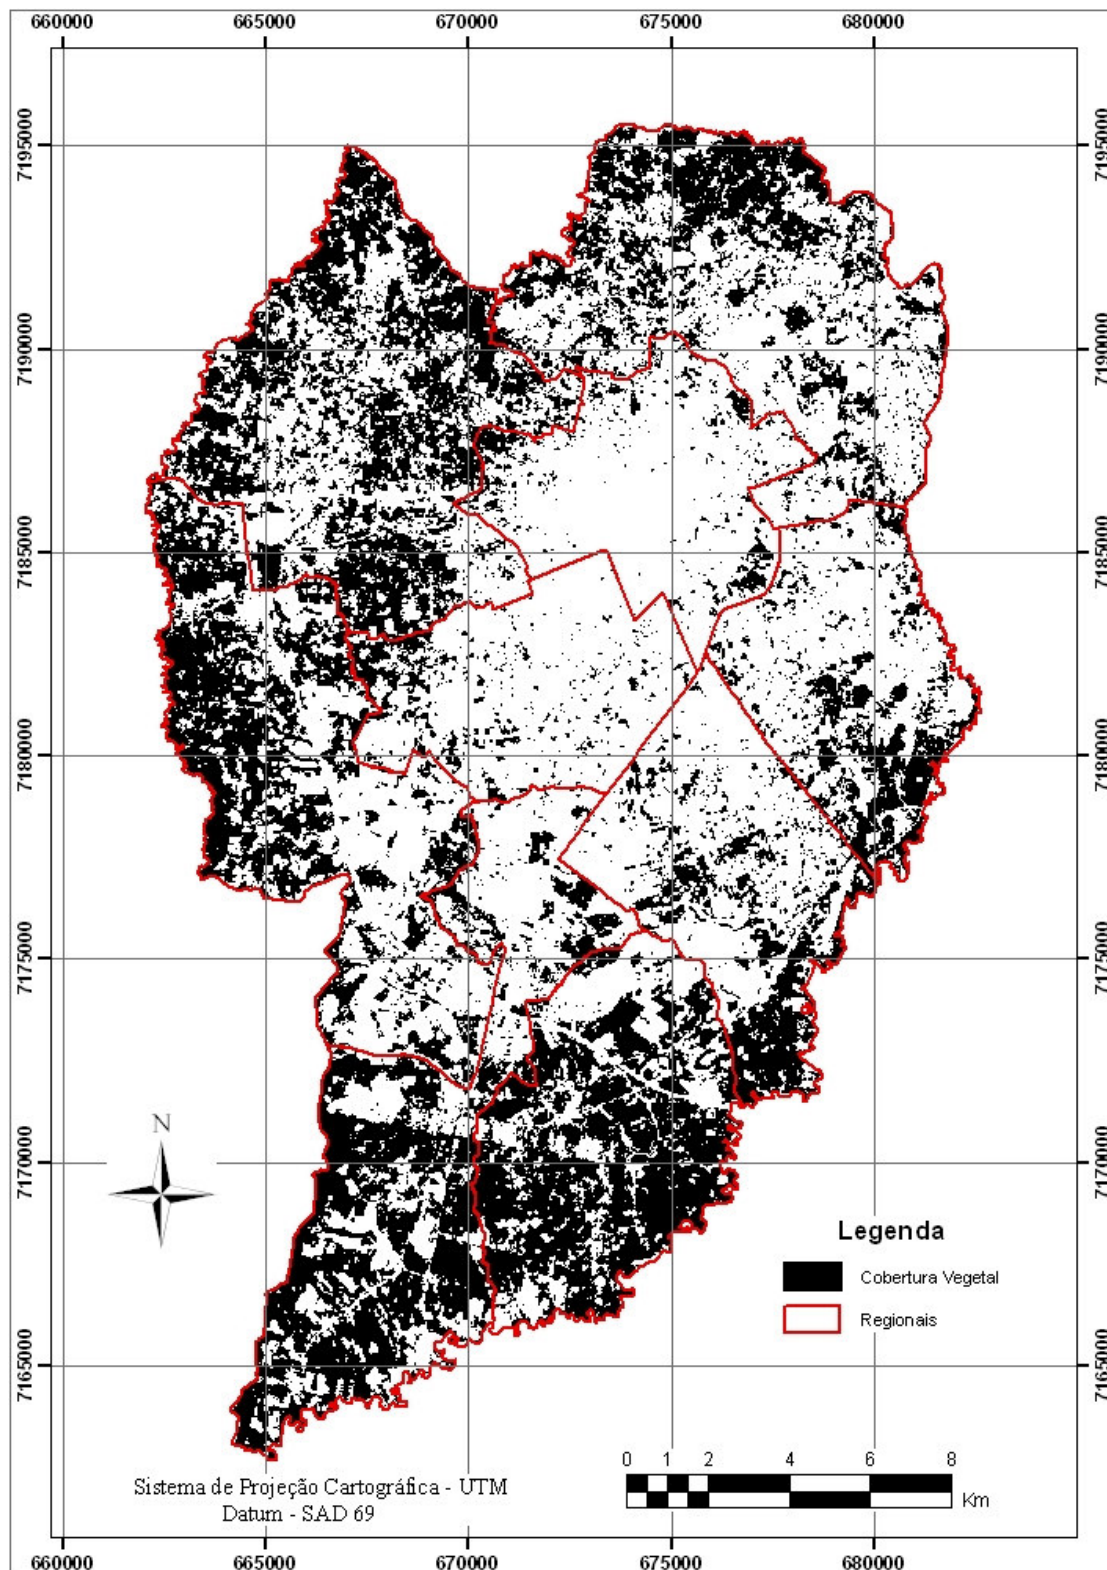 660000 665000 670000 675000 680000
7195000 7195000
7190000 7190000
7185000 7185000
7180000 7180000
7175000 7175000
N
7170000 7170000
Legenda
Cobertura Vegetal
Regionais
7165000 7165000
0 1 2 4 6 8
Km
Sistema de Projeção Cartográfica - UTM
Datum - SAD 69
660000 665000 670000 675000 680000